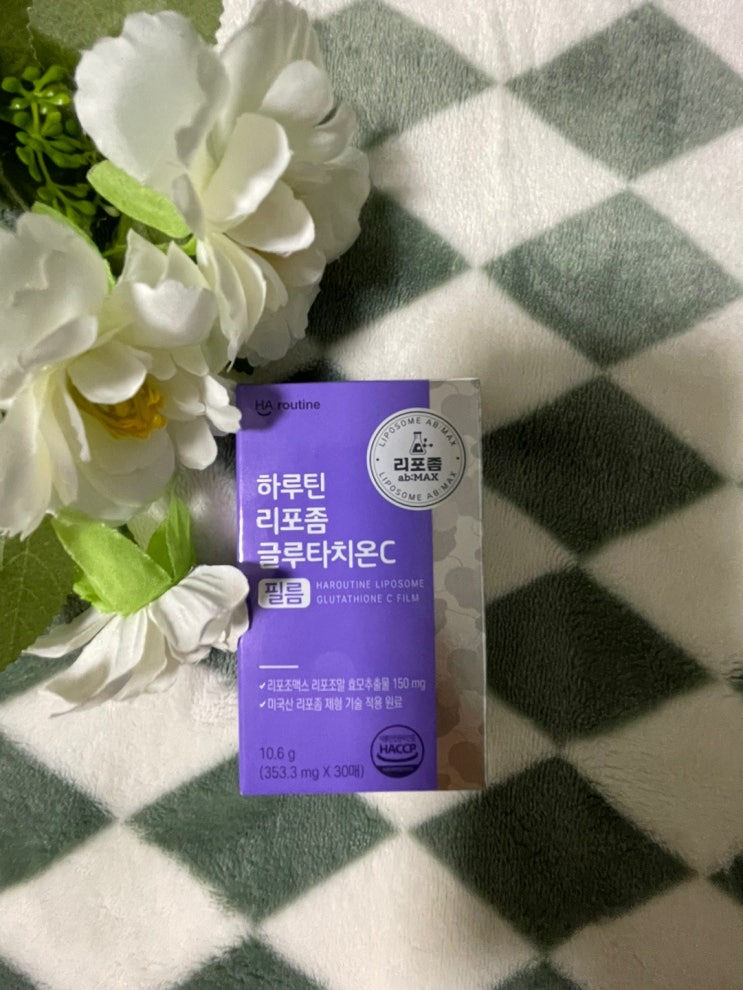 HA routine
LIPOSOME AB:MAX
리포좀
ab:MAX
LIPOSOME AB:MAX
하루틴
리포좀
글루타치온C
필름
HAROUTINE LIPOSOME
GLUTATHIONE C FILM
✓리포조맥스 리포조말 효모추출물 150 mg
✓미국산 리포좀 제형 기술 적용 원료
10.6 g
(353.3 mg X 30매)
HACCP